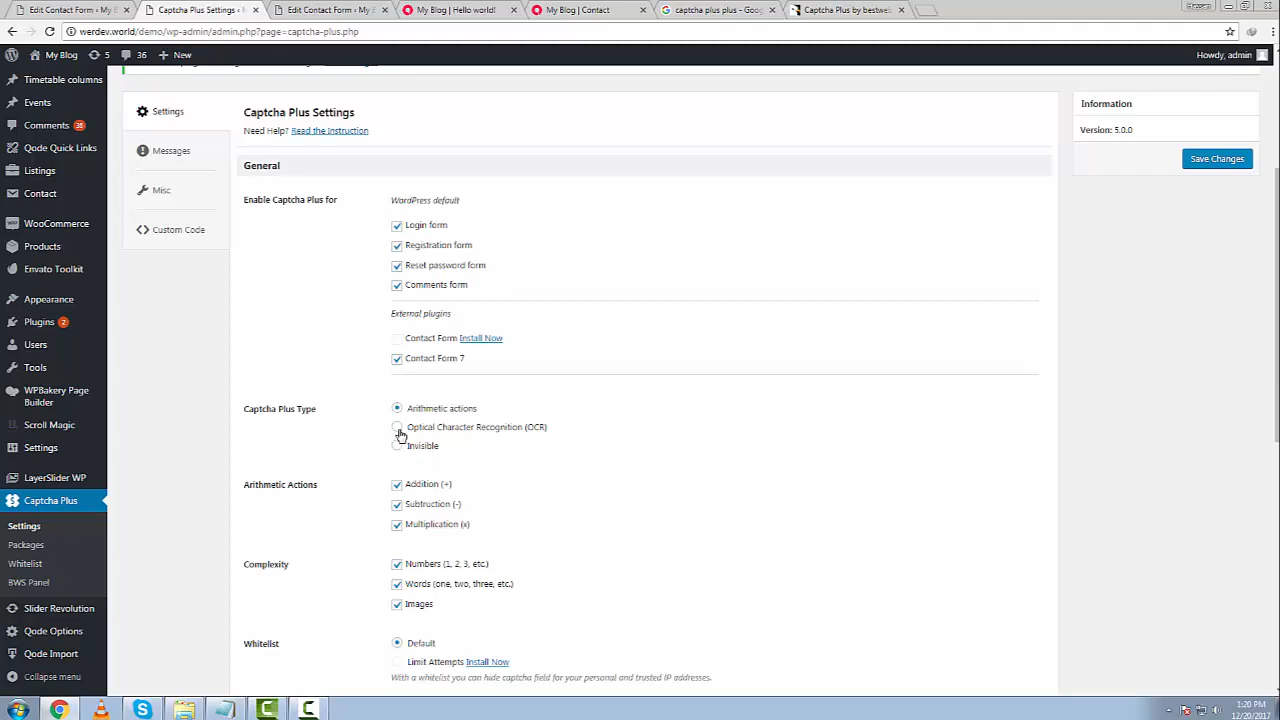 Edit Contact Form ‹ My B
Captcha Plus Settings ‹
Edit Contact Form ‹ My B
My Blog | Hello world!
My Blog | Contact
captcha plus plus - Goo
Captcha Plus by bestweb
werdev.world/demo/wp-admin/admin.php?page=captcha-plus.php
My Blog
5
36
New
Howdy, admin
Timetable columns
Events
Comments 36
Qode Quick Links
Listings
Contact
WooCommerce
Products
Envato Toolkit
Appearance
Plugins 2
Users
Tools
WPBakery Page
Builder
Scroll Magic
Settings
LayerSlider WP
Captcha Plus
Settings
Packages
Whitelist
BWS Panel
Slider Revolution
Qode Options
Qode Import
Collapse menu
Settings
Messages
Misc
Custom Code
Captcha Plus Settings
Need Help? Read the Instruction
General
Enable Captcha Plus for
WordPress default
Login form
Registration form
Reset password form
Comments form
External plugins
Contact Form Install Now
Contact Form 7
Captcha Plus Type
Arithmetic actions
Optical Character Recognition (OCR)
Invisible
Arithmetic Actions
Addition (+)
Subtruction (-)
Multiplication (x)
Complexity
Numbers (1, 2, 3, etc.)
Words (one, two, three, etc.)
Images
Whitelist
Default
Limit Attempts Install Now
With a whitelist you can hide captcha field for your personal and trusted IP addresses.
Information
Version: 5.0.0
Save Changes
1:20 PM
12/20/2017